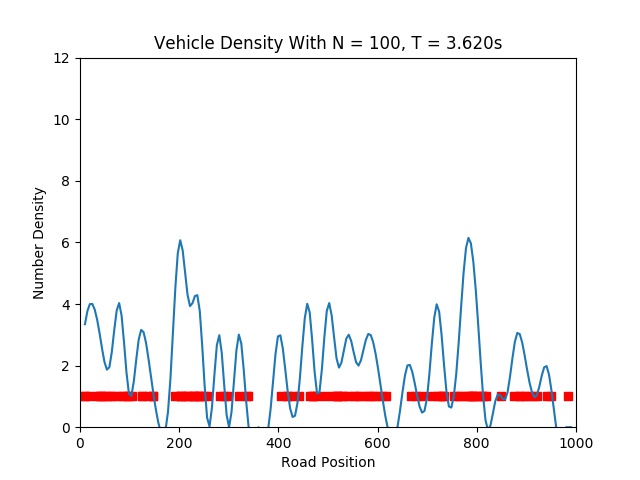 Vehicle Density With N = 100, T = 3.620s
12
10
8
6
4
2
0
Number Density
0 200 400 600 800 1000
Road Position